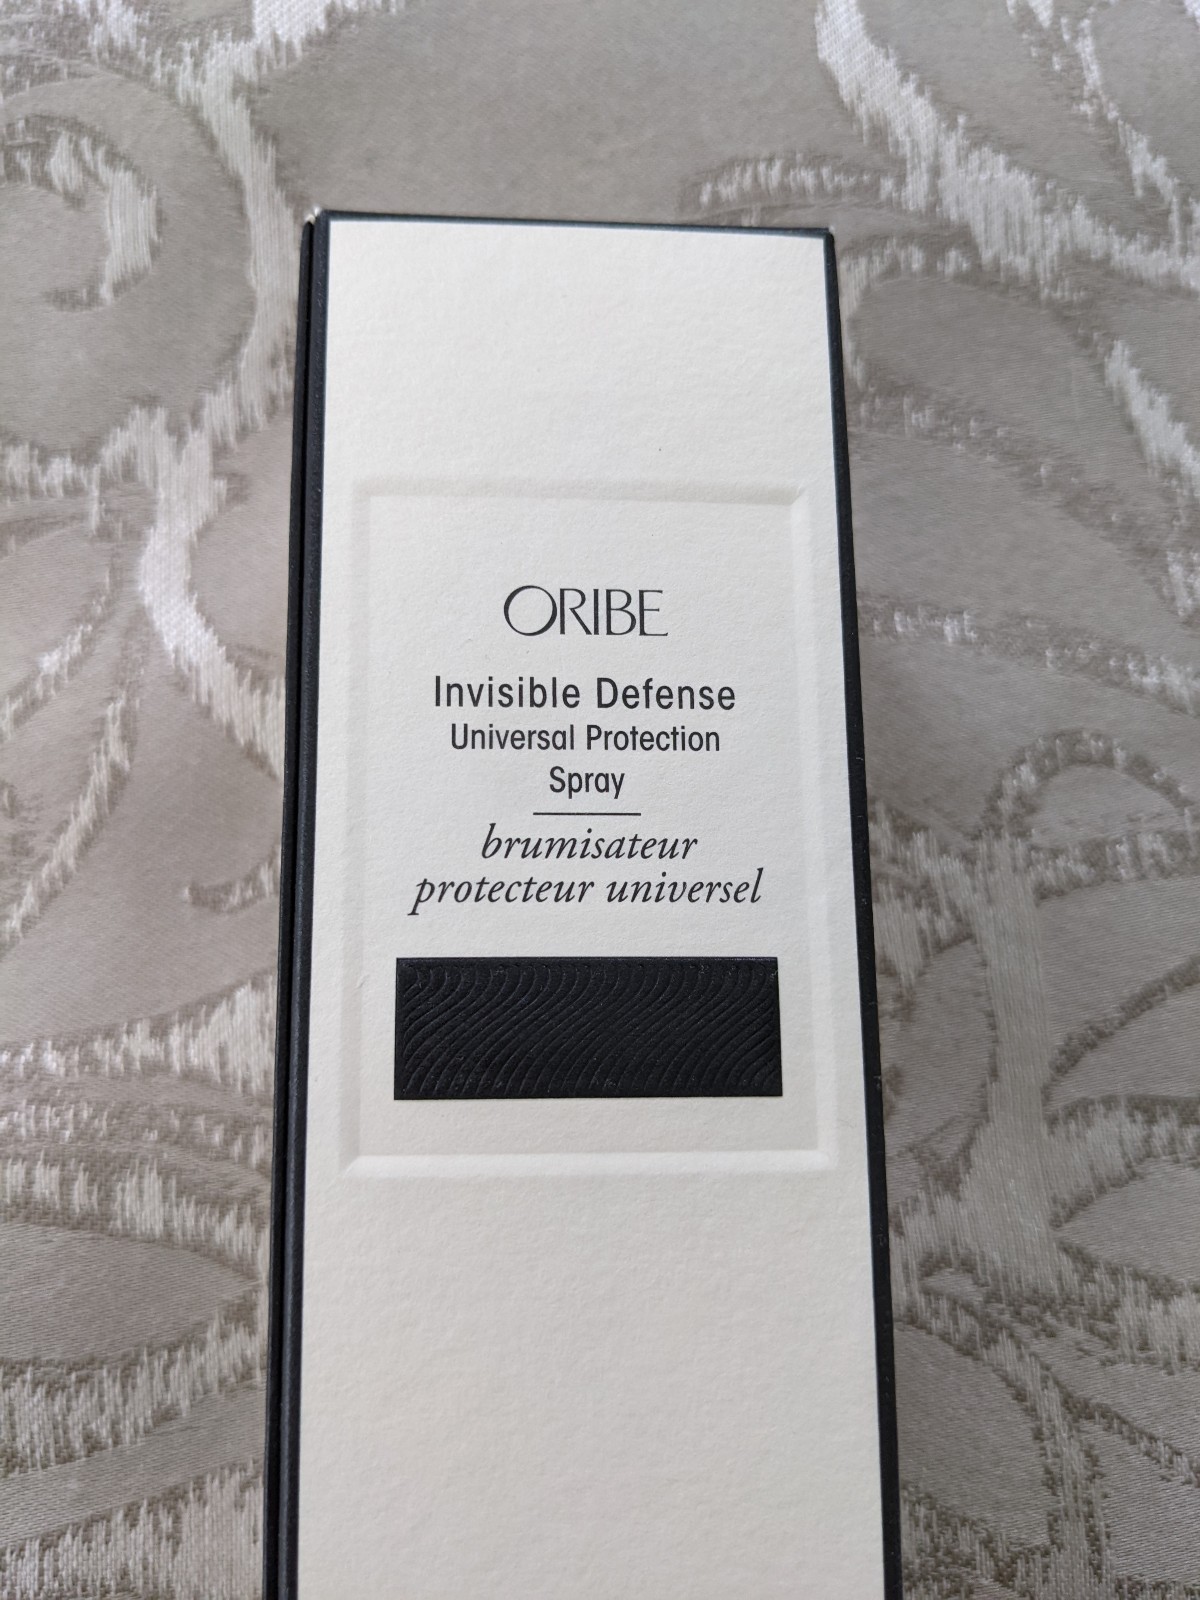 ORIBE
Invisible Defense
Universal Protection
Spray
brumisateur
protecteur universel